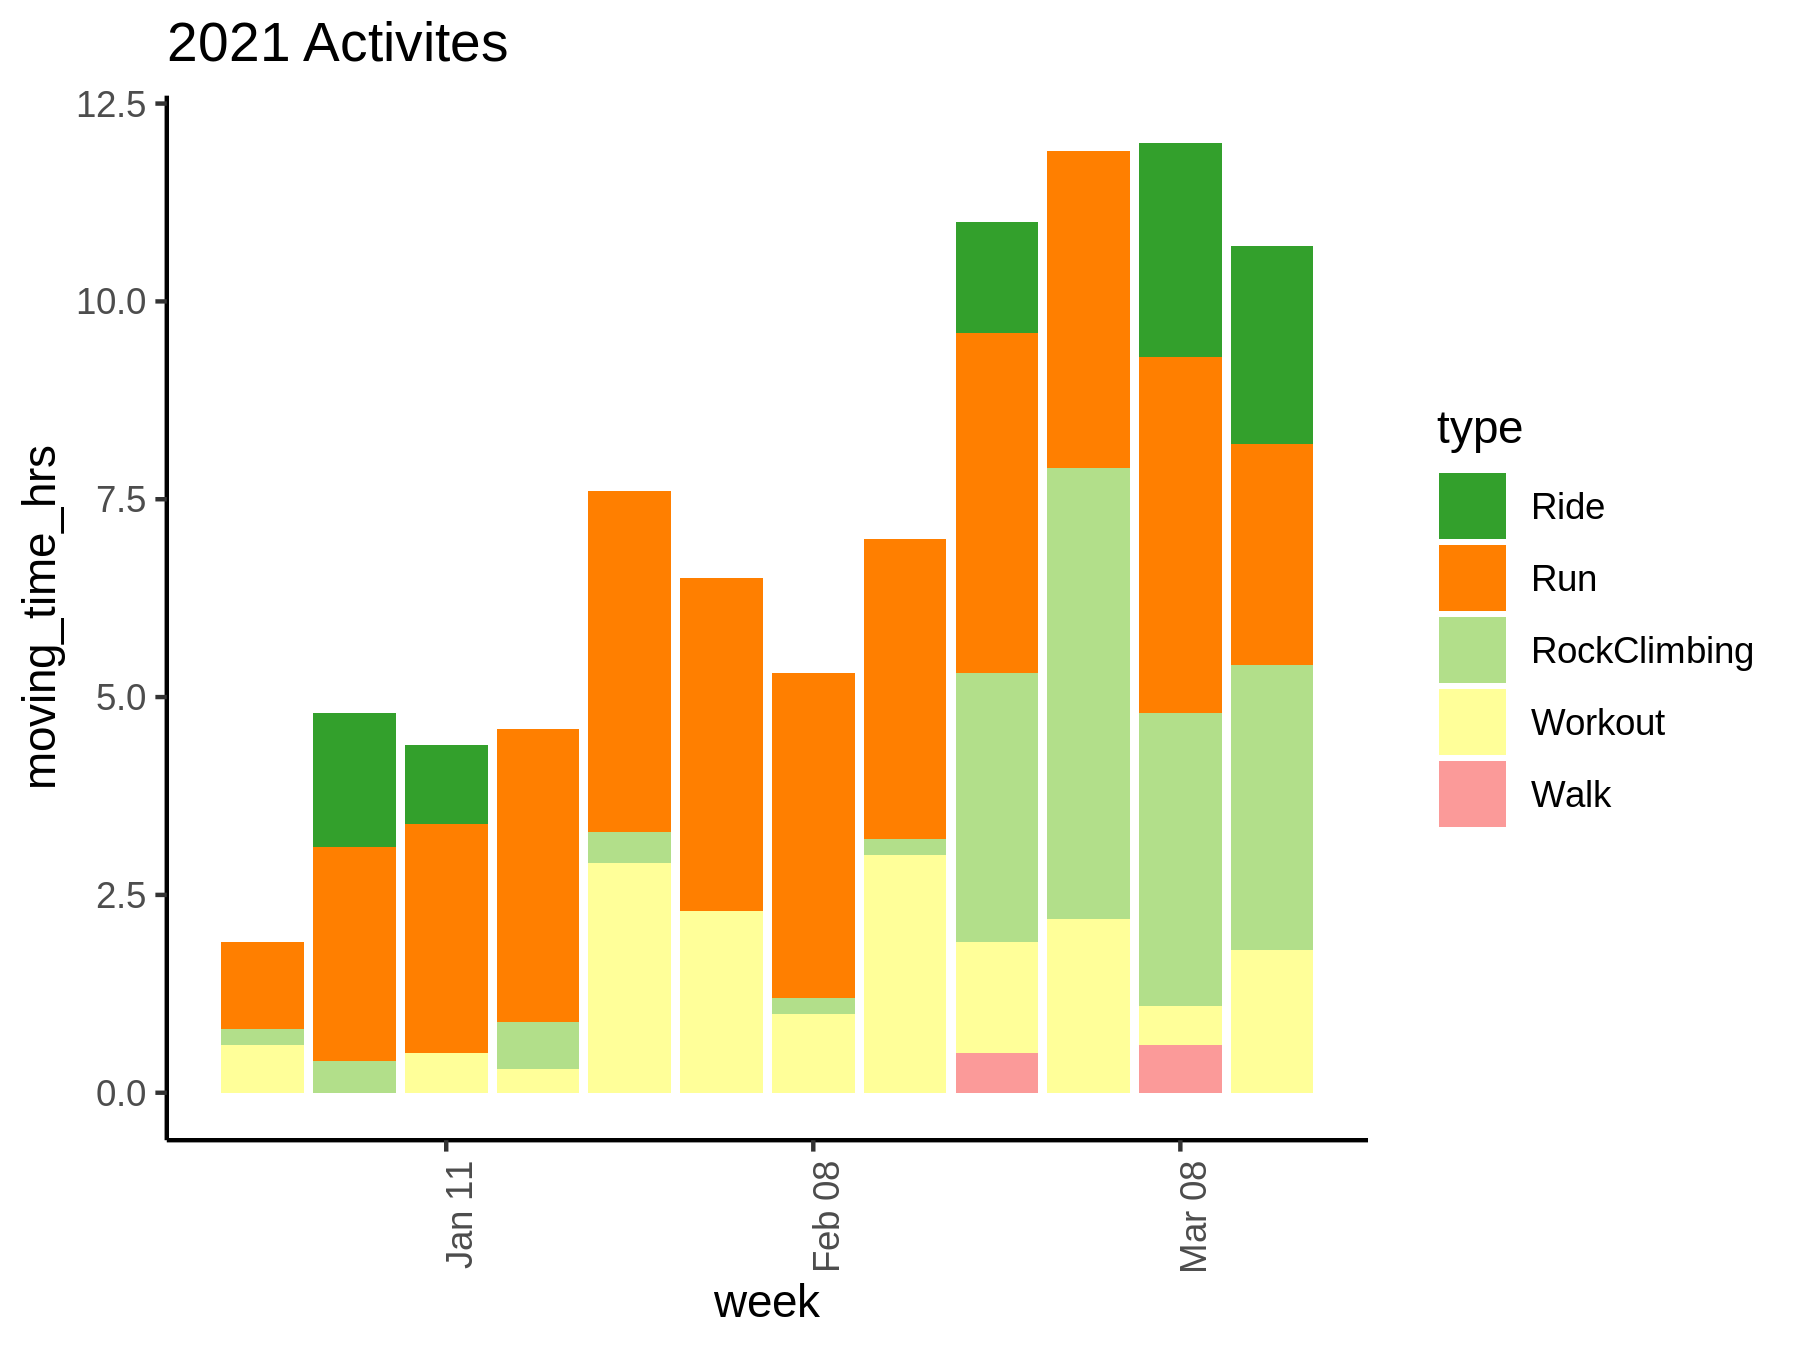 2021 Activites
moving_time_hrs
12.5
10.0
7.5
5.0
2.5
0.0
Jan 11
Feb 08
Mar 08
week
type
Ride
Run
RockClimbing
Workout
Walk